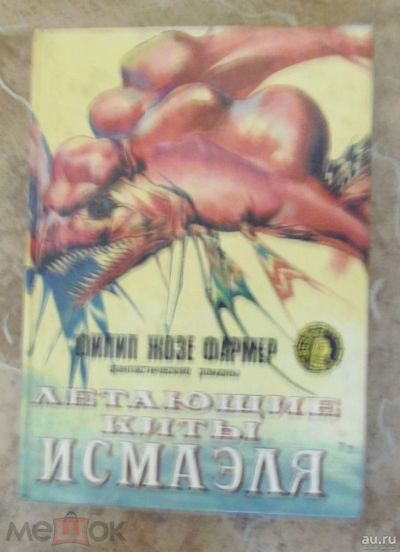 ФИЛИП ЖОЗЕ ФАРМЕР
фантастические романы
ЛЕТАЮЩИЕ
КИТЫ
ИСМАЭЛЯ
мешок
au.ru